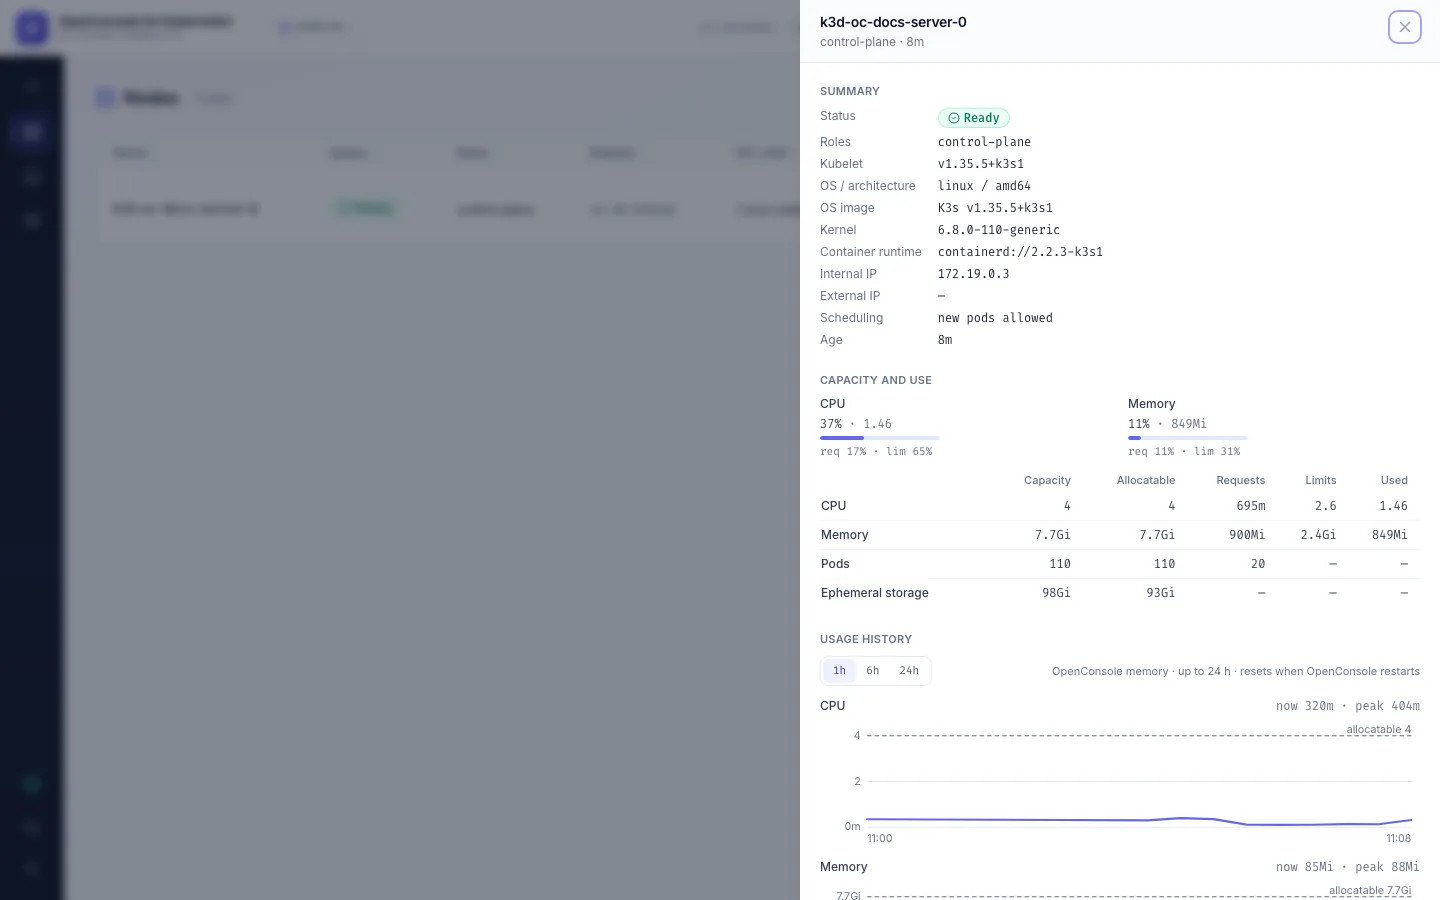 k3d-oc-docs-server-0
control-plane · 8m
SUMMARY
Status Ready
Roles control-plane
Kubelet v1.35.5+k3s1
OS / architecture linux / amd64
OS image K3s v1.35.5+k3s1
Kernel 6.8.0-110-generic
Container runtime containerd://2.2.3-k3s1
Internal IP 172.19.0.3
External IP —
Scheduling new pods allowed
Age 8m
CAPACITY AND USE
CPU Memory
37% · 1.46 11% · 849Mi
req 17% · lim 65% req 11% · lim 31%
Capacity Allocatable Requests Limits Used
CPU 4 4 695m 2.6 1.46
Memory 7.7Gi 7.7Gi 900Mi 2.4Gi 849Mi
Pods 110 110 20 — —
Ephemeral storage 98Gi 93Gi — — —
USAGE HISTORY
1h 6h 24h OpenConsole memory · up to 24 h · resets when OpenConsole restarts
CPU now 320m · peak 404m
allocatable 4
4
2
0m
11:00 11:08
Memory now 85Mi · peak 88Mi
allocatable 7.7Gi
7.7Gi
Nodes